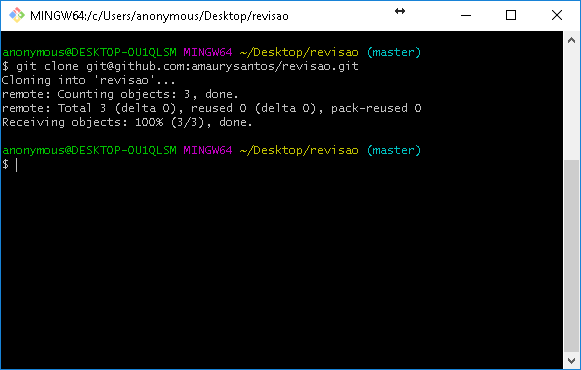 MINGW64:/c/Users/anonymous/Desktop/revisao
anonymous@DESKTOP-OU1QLSM MINGW64 ~/Desktop/revisao (master)
$ git clone git@github.com:amaurysantos/revisao.git
Cloning into 'revisao'...
remote: Counting objects: 3, done.
remote: Total 3 (delta 0), reused 0 (delta 0), pack-reused 0
Receiving objects: 100% (3/3), done.
anonymous@DESKTOP-OU1QLSM MINGW64 ~/Desktop/revisao (master)
$